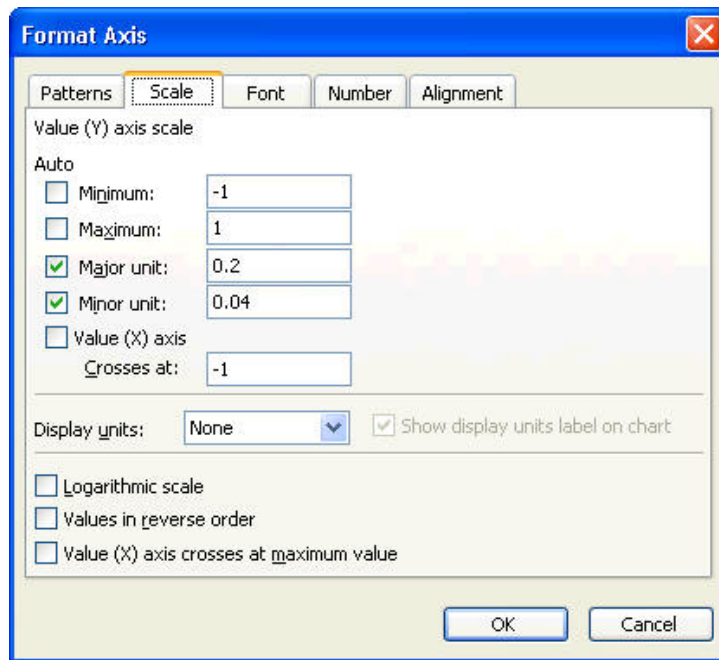 Format Axis
Patterns Scale Font Number Alignment
Value (Y) axis scale
Auto
Minimum: -1
Maximum: 1
Major unit: 0.2
Minor unit: 0.04
Value (X) axis
Crosses at: -1
Display units: None Show display units label on chart
Logarithmic scale
Values in reverse order
Value (X) axis crosses at maximum value
OK Cancel